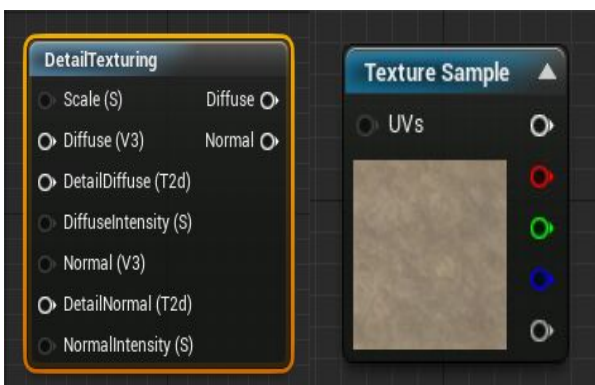 DetailTexturing
Scale (S) Diffuse
Diffuse (V3) Normal
DetailDiffuse (T2d)
DiffuseIntensity (S)
Normal (V3)
DetailNormal (T2d)
NormalIntensity (S)
Texture Sample
UVs